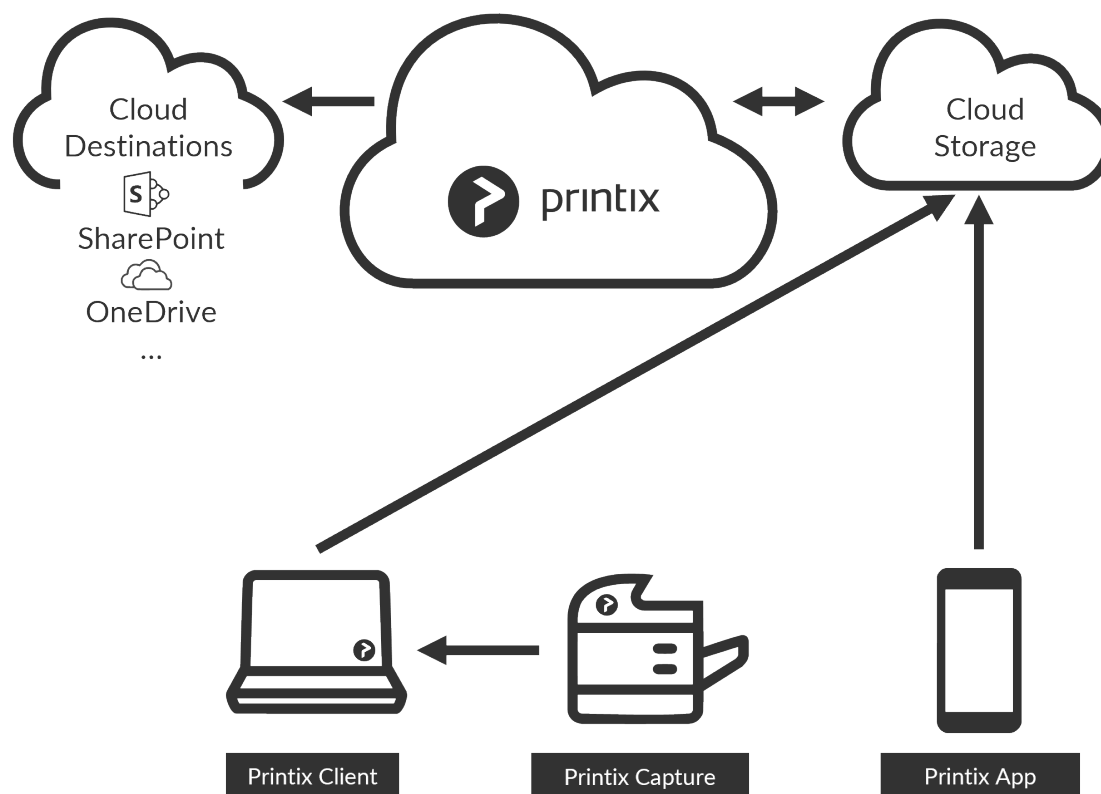 Cloud
Destinations
S
SharePoint
OneDrive
...
printix
Cloud
Storage
Printix Client
Printix Capture
Printix App